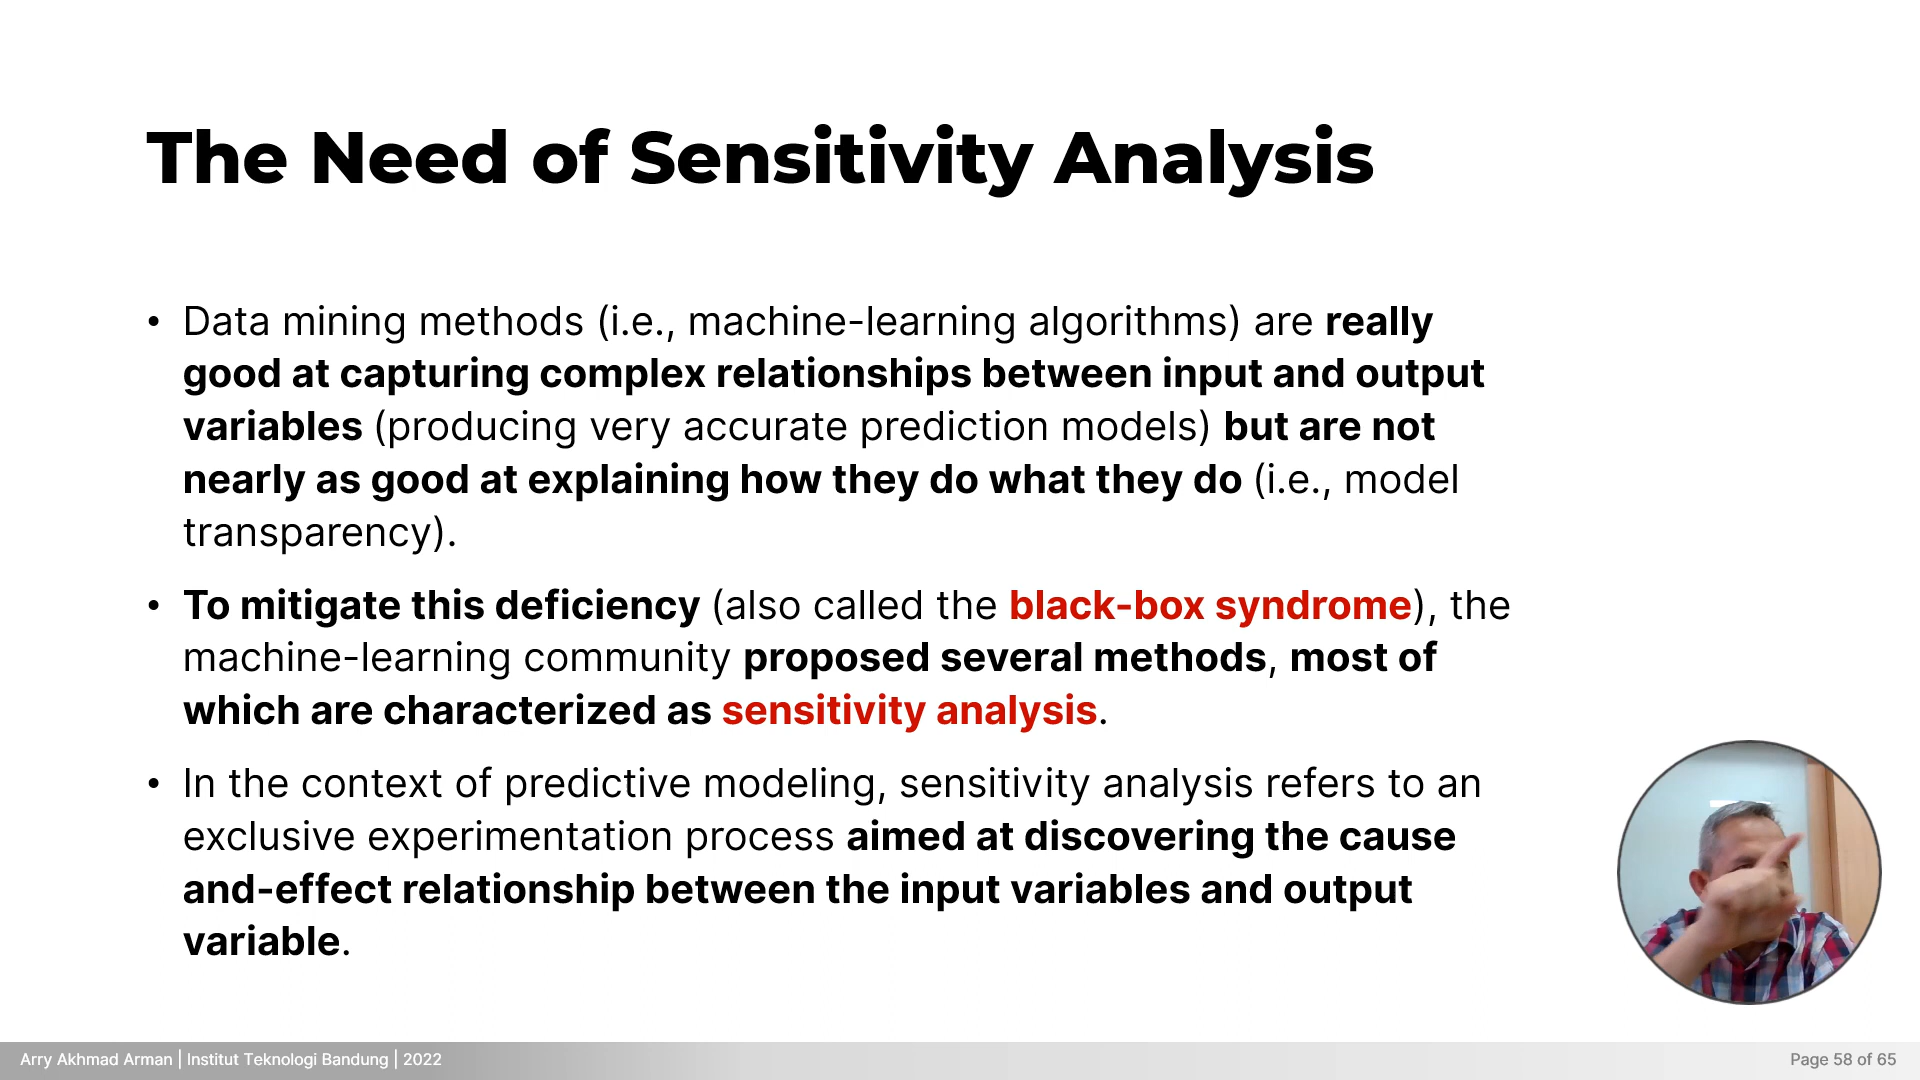 The Need of Sensitivity Analysis
• Data mining methods (i.e., machine-learning algorithms) are really
good at capturing complex relationships between input and output
variables (producing very accurate prediction models) but are not
nearly as good at explaining how they do what they do (i.e., model
transparency).
• To mitigate this deficiency (also called the black-box syndrome), the
machine-learning community proposed several methods, most of
which are characterized as sensitivity analysis.
• In the context of predictive modeling, sensitivity analysis refers to an
exclusive experimentation process aimed at discovering the cause
and-effect relationship between the input variables and output
variable.
Arry Akhmad Arman | Institut Teknologi Bandung | 2022
Page 58 of 65